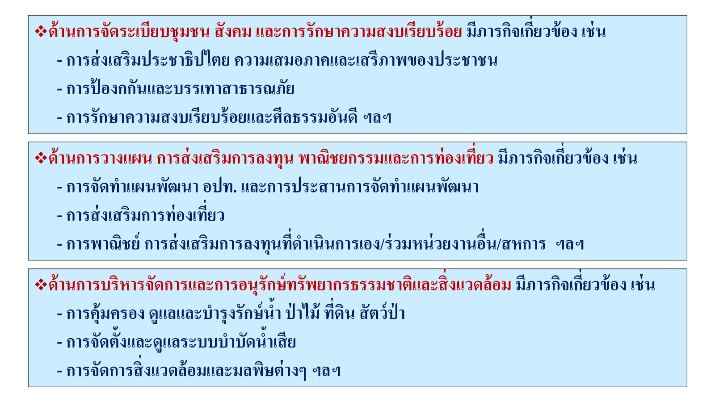 ❖ด้านการจัดระเบียบชุมชน สังคม และการรักษาความสงบเรียบร้อย มีภารกิจเกี่ยวข้อง เช่น
- การส่งเสริมประชาธิปไตย ความเสมอภาคและเสรีภาพของประชาชน
- การป้องกกันและบรรเทาสาธารณภัย
- การรักษาความสงบเรียบร้อยและศีลธรรมอันดี ฯลฯ
❖ด้านการวางแผน การส่งเสริมการลงทุน พาณิชยกรรมและการท่องเที่ยว มีภารกิจเกี่ยวข้อง เช่น
- การจัดทำแผนพัฒนา อปท. และการประสานการจัดทำแผนพัฒนา
- การส่งเสริมการท่องเที่ยว
- การพาณิชย์ การส่งเสริมการลงทุนที่ดำเนินการเอง/ร่วมหน่วยงานอื่น/สหการ ฯลฯ
❖ด้านการบริหารจัดการและการอนุรักษ์ทรัพยากรธรรมชาติและสิ่งแวดล้อม มีภารกิจเกี่ยวข้อง เช่น
- การคุ้มครอง ดูแลและบำรุงรักษ์น้ำ ป่าไม้ ที่ดิน สัตว์ป่า
- การจัดตั้งและดูแลระบบบำบัดน้ำเสีย
- การจัดการสิ่งแวดล้อมและมลพิษต่างๆ ฯลฯ